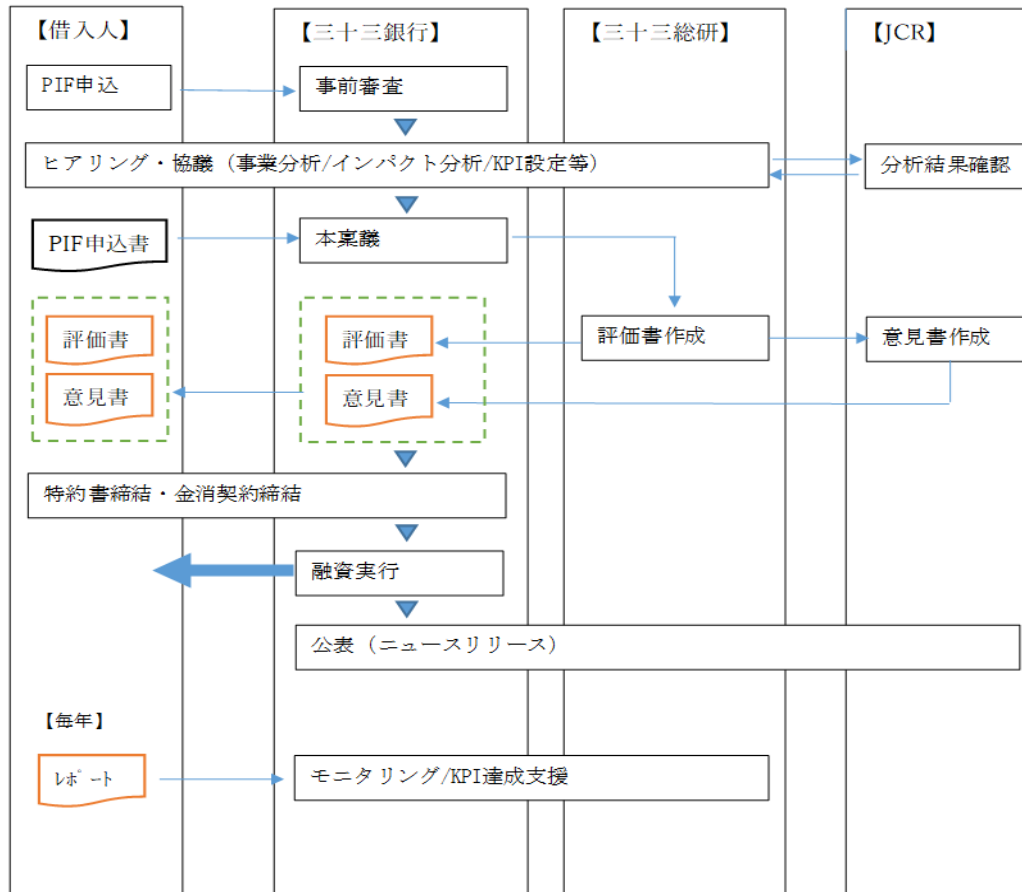 【借入人】
【三十三銀行】
【三十三総研】
【JCR】
PIF申込
事前審査
ヒアリング・協議（事業分析/インパクト分析/KPI設定等）
分析結果確認
PIF申込書
本稟議
評価書
評価書
評価書作成
意見書作成
意見書
意見書
特約書締結・金消契約締結
融資実行
公表（ニュースリリース）
【毎年】
ﾚﾎﾟｰﾄ
モニタリング/KPI達成支援